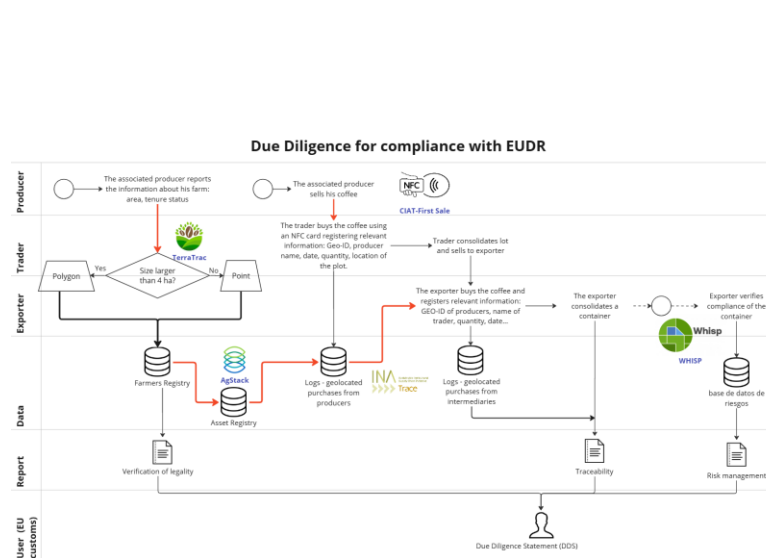 Due Diligence for compliance with EUDR
Producer
The associated producer reports
the information about his farm:
area, tenure status
The associated producer
sells his coffee
NFC
CIAT-First Sale
Trader
TerraTrac
The trader buys the coffee using
an NFC card registering relevant
information: Geo-ID, producer
name, date, quantity, location of
the plot.
Trader consolidates lot
and sells to exporter
Polygon
Yes
Size larger
than 4 ha?
No
Point
Exporter
The exporter buys the coffee and
registers relevant information:
GEO-ID of producers, name of
trader, quantity, date...
The exporter
consolidates a
container
Exporter verifies
compliance of the
container
Whisp
WHISP
Data
Farmers Registry
AgStack
Asset Registry
Logs - geolocated
purchases from
producers
INA
Trace
Logs - geolocated
purchases from
intermediaries
base de datos de
riesgos
Report
Verification of legality
Traceability
Risk management
User (EU
customs)
Due Diligence Statement (DDS)